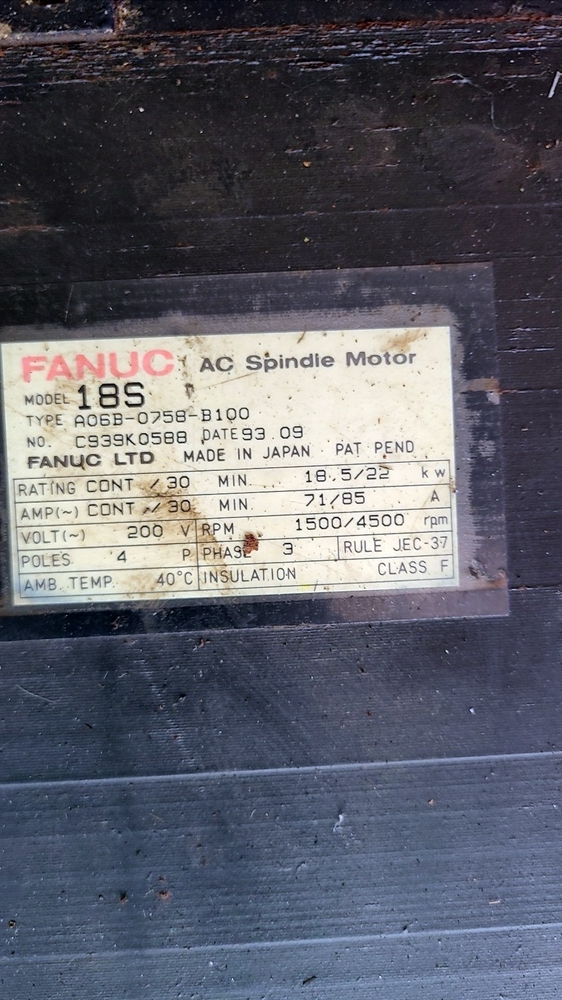 FANUC AC Spindle Motor
MODEL 18S
TYPE A06B-0758-B100
NO. C939K0588 DATE 93.09
FANUC LTD MADE IN JAPAN PAT PEND
RATING CONT / 30 MIN. 18.5/22 kw
AMP(~) CONT / 30 MIN. 71/85 A
VOLT(~) 200 V RPM 1500/4500 rpm
POLES 4 P PHASE 3 RULE JEC-37
AMB. TEMP. 40°C INSULATION CLASS F